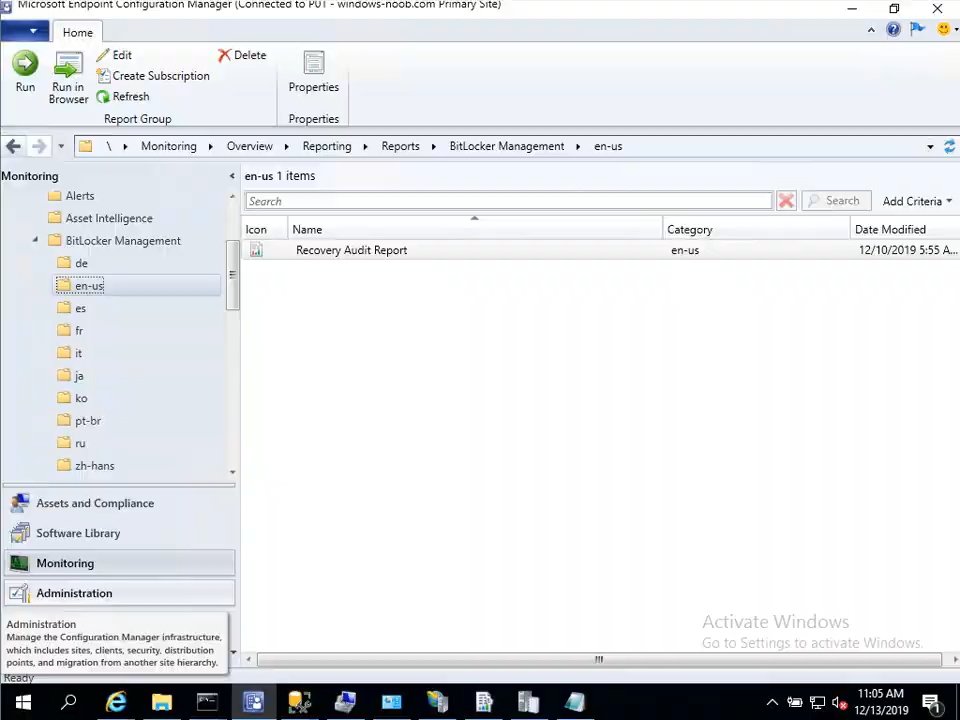 Microsoft Endpoint Configuration Manager (Connected to P01 - windows-noob.com Primary Site)
Home
Run
Run in Browser
Edit
Create Subscription
Refresh
Delete
Properties
Report Group
Properties
\ Monitoring Overview Reporting Reports BitLocker Management en-us
Monitoring
Alerts
Asset Intelligence
BitLocker Management
de
en-us
es
fr
it
ja
ko
pt-br
ru
zh-hans
Assets and Compliance
Software Library
Monitoring
Administration
Administration
Manage the Configuration Manager infrastructure,
which includes sites, clients, security, distribution
points, and migration from another site hierarchy.
Ready
en-us 1 items
Search
Search
Add Criteria
Icon Name Category Date Modified
Recovery Audit Report en-us 12/10/2019 5:55 A...
Activate Windows
Go to Settings to activate Windows.
11:05 AM
12/13/2019
1